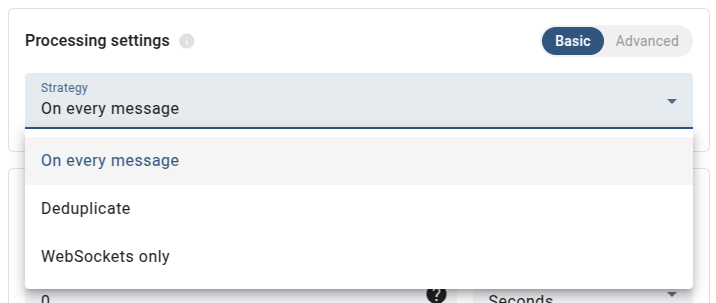 Processing settings
Basic Advanced
Strategy
On every message
On every message
Deduplicate
WebSockets only
0 ? Seconds